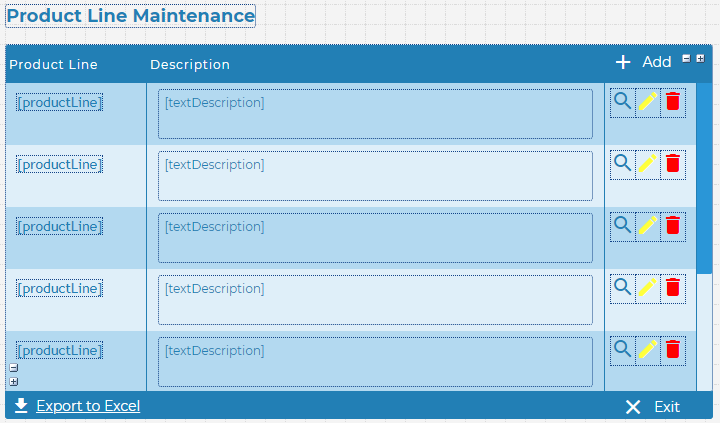 Product Line Maintenance
Product Line Description Add
[productLine] [textDescription]
[productLine] [textDescription]
[productLine] [textDescription]
[productLine] [textDescription]
[productLine] [textDescription]
Export to Excel Exit